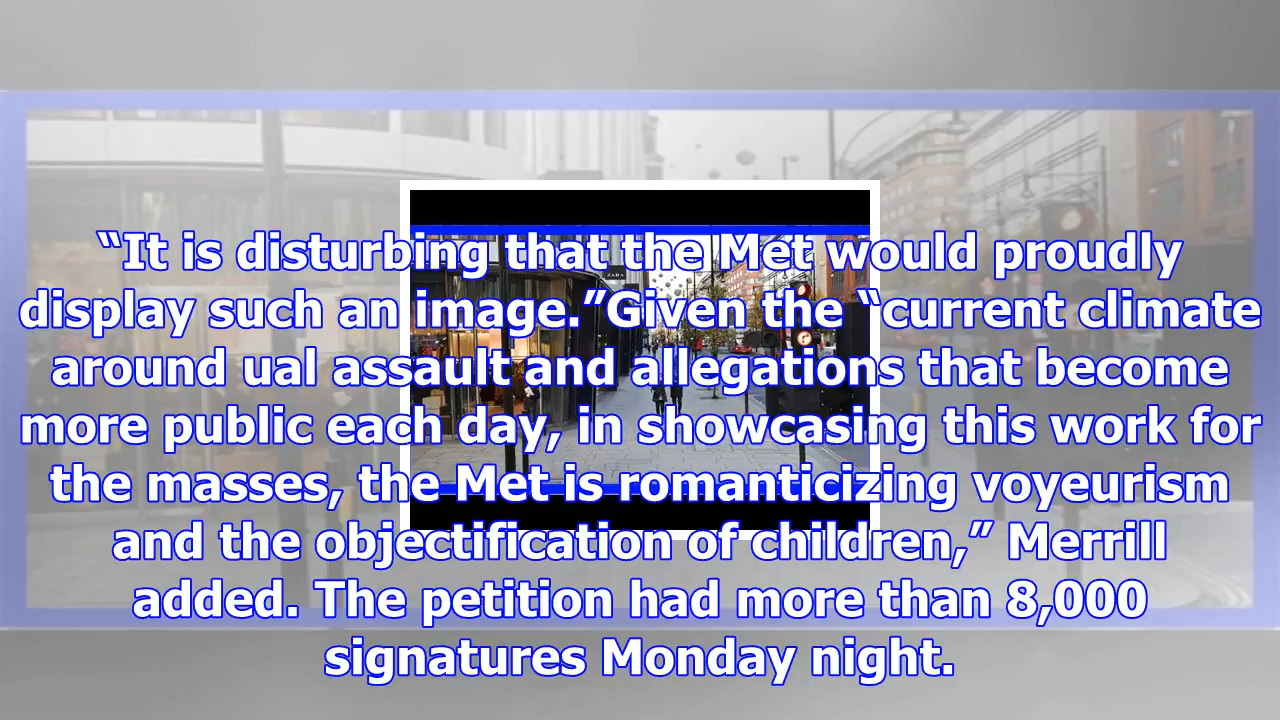 “It is disturbing that the Met would proudly
display such an image.”Given the “current climate
around ual assault and allegations that become
more public each day, in showcasing this work for
the masses, the Met is romanticizing voyeurism
and the objectification of children,” Merrill
added. The petition had more than 8,000
signatures Monday night.
ZARA